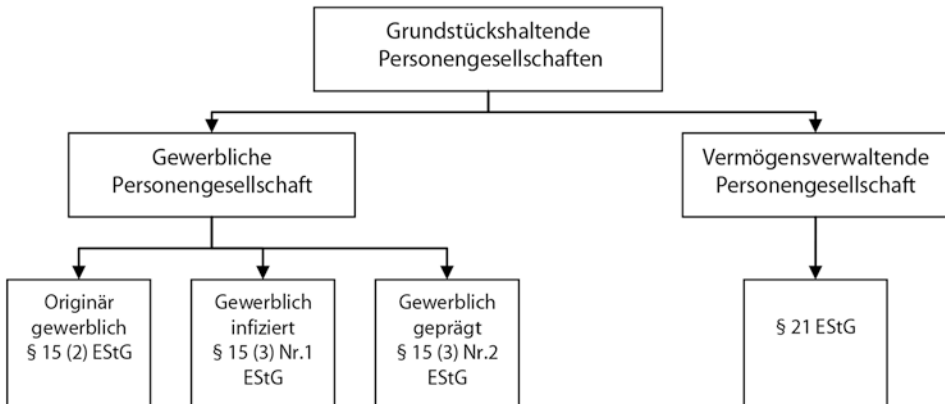 Grundstückshaltende
Personengesellschaften
Gewerbliche
Personengesellschaft
Vermögensverwaltende
Personengesellschaft
Originär
gewerblich
§ 15 (2) EStG
Gewerblich
infiziert
§ 15 (3) Nr.1
EStG
Gewerblich
geprägt
§ 15 (3) Nr.2
EStG
§ 21 EStG